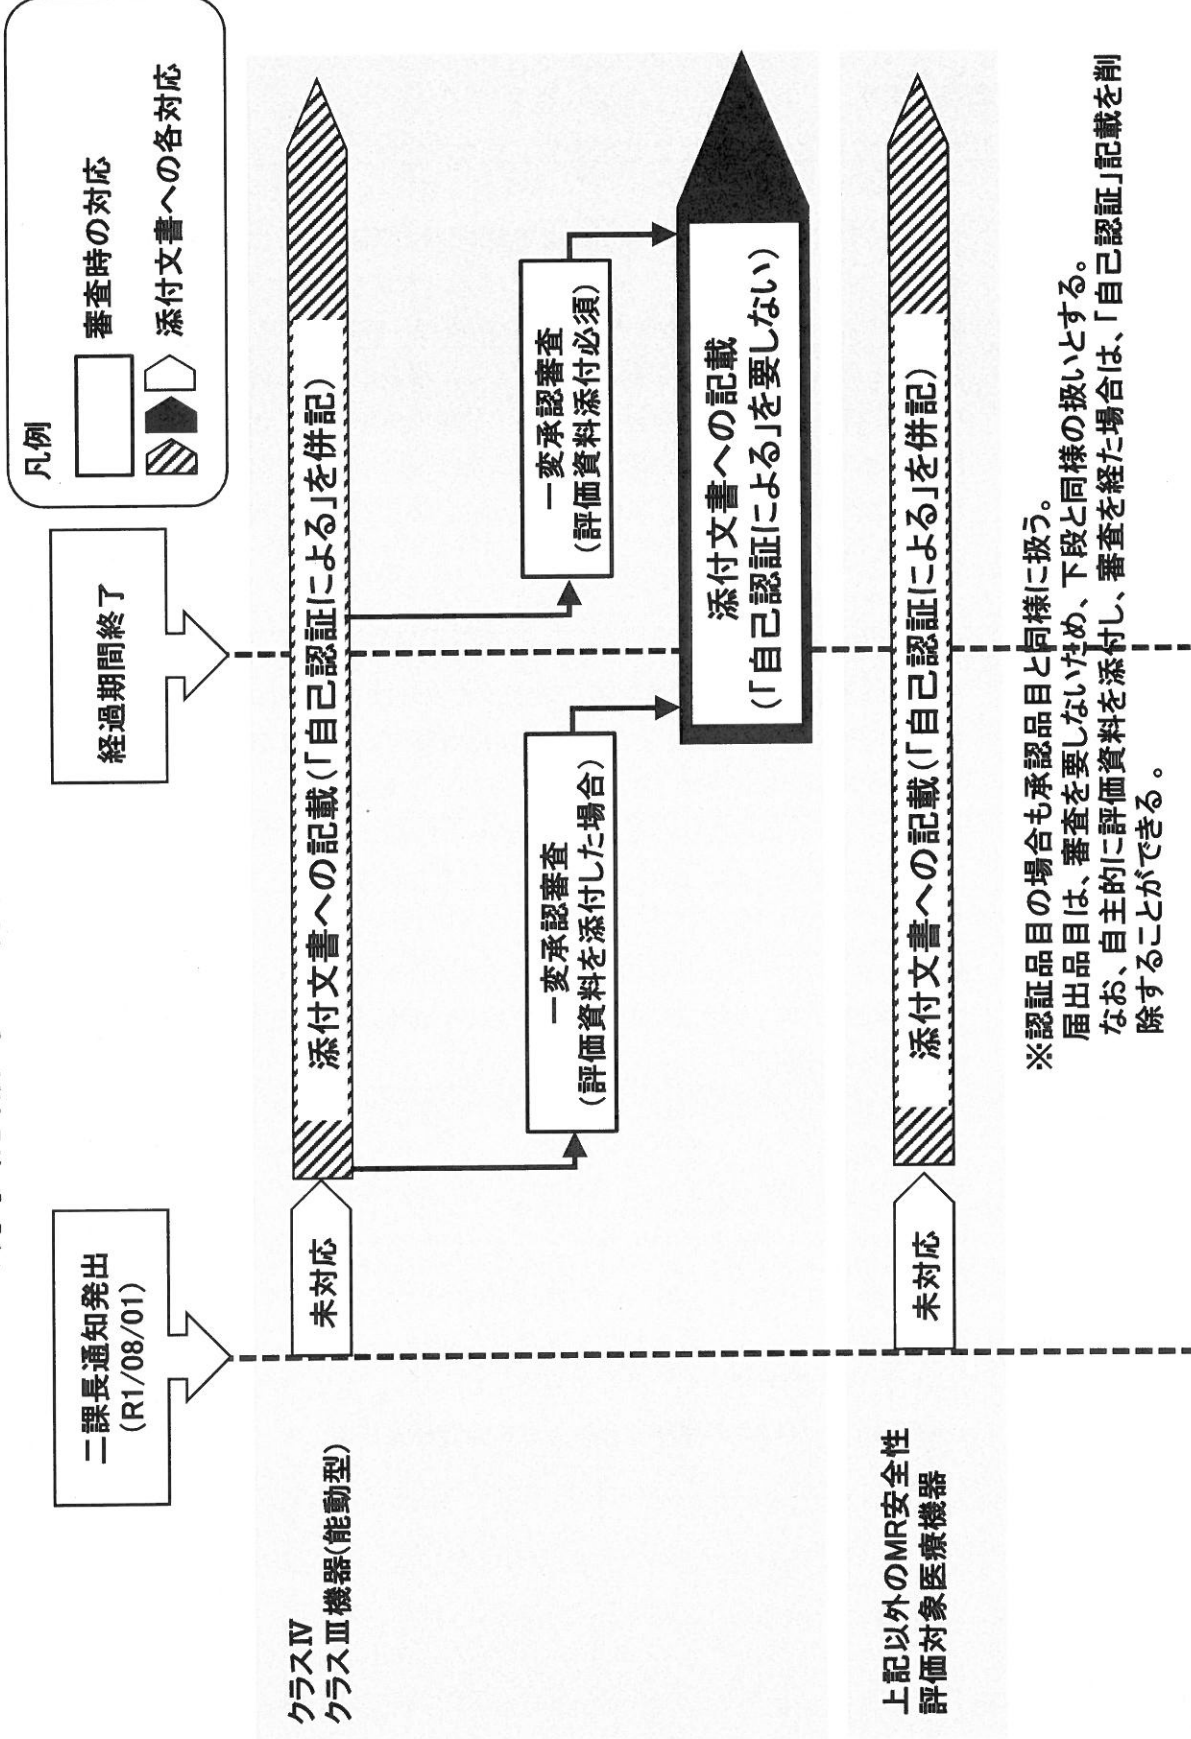 凡例
審査時の対応
添付文書への各対応
二課長通知発出
(R1/08/01)
経過期間終了
クラスⅣ
クラスⅢ機器(能動型)
未対応
添付文書への記載(「自己認証による」を併記)
一変承認審査
(評価資料を添付した場合)
一変承認審査
(評価資料添付必須)
添付文書への記載
(「自己認証による」を要しない)
上記以外のMR安全性
評価対象医療機器
未対応
添付文書への記載(「自己認証による」を併記)
※認証品目の場合も承認品目と同様に扱う。
届出品目は、審査を要しないため、下段と同様の扱いとする。
なお、自主的に評価資料を添付し、審査を経た場合は、「自己認証」記載を削
除することができる。